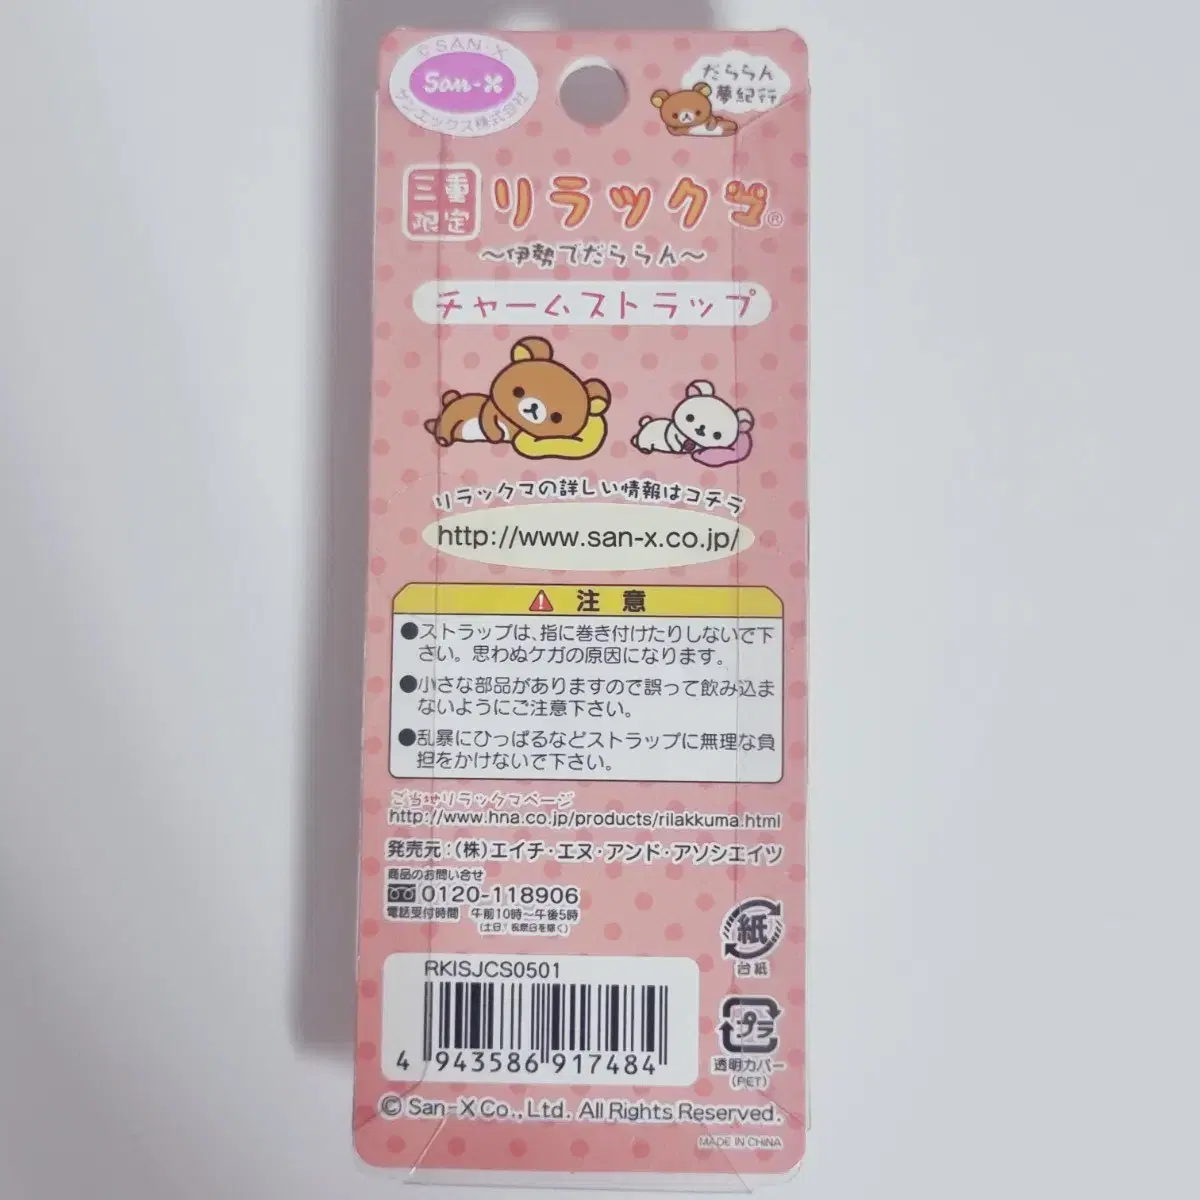 © SAN-X
San-X
サンエックス株式会社
だららん
夢紀行
三重
限定
リラックマ®
～伊勢でだららん～
チャームストラップ
リラックマの詳しい情報はコチラ
http://www.san-x.co.jp/
注意
●ストラップは、指に巻き付けたりしないで下
さい。思わぬケガの原因になります。
●小さな部品がありますので誤って飲み込ま
ないようにご注意下さい。
●乱暴にひっぱるなどストラップに無理な負
担をかけないで下さい。
ご当地リラックマページ
http://www.hna.co.jp/products/rilakkuma.html
発売元:(株)エイチ・エヌ・アンド・アソシエイツ
商品のお問い合せ
0120-118906
電話受付時間 午前10時～午後5時
(土日、祝祭日を除く)
紙
台紙
RKISJCS0501
4 943586 917484
プラ
透明カバー
(PET)
© San-X Co., Ltd. All Rights Reserved.
MADE IN CHINA